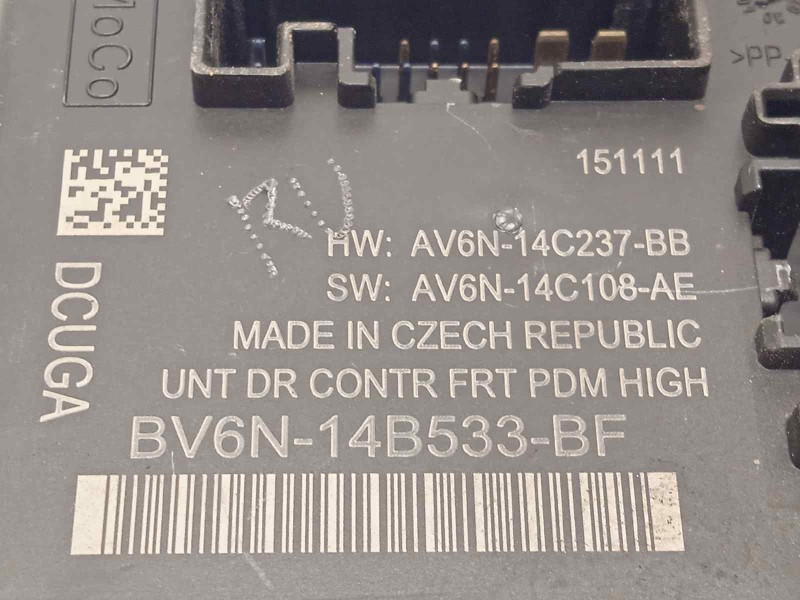 MoCo
>PP-
151111
HW: AV6N-14C237-BB
SW: AV6N-14C108-AE
MADE IN CZECH REPUBLIC
UNT DR CONTR FRT PDM HIGH
BV6N-14B533-BF
DCUGA